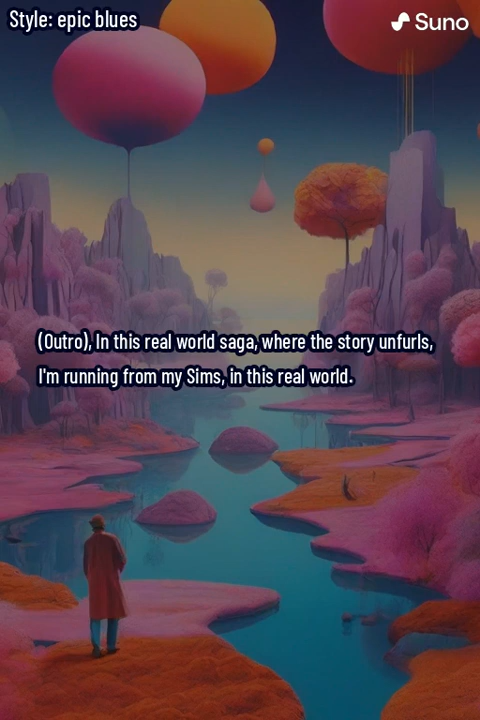 Style: epic blues
Suno
(Outro), In this real world saga, where the story unfurls,
I'm running from my Sims, in this real world.